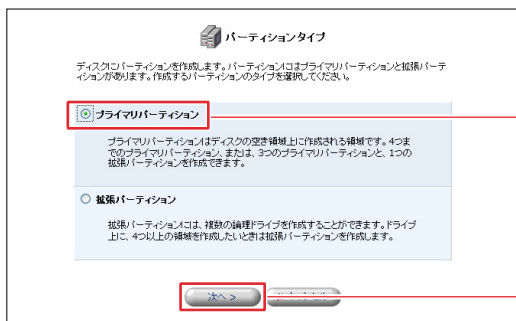 パーティションタイプ
ディスクにパーティションを作成します。パーティションにはプライマリパーティションと拡張パーテ
ィションがあります。作成するパーティションのタイプを選択してください。
プライマリパーティション
プライマリパーティションはディスクの空き領域上に作成される領域です。4つま
でのプライマリパーティション、または、3つのプライマリパーティションと、1つの
拡張パーティションを作成できます。
拡張パーティション
拡張パーティションには、複数の論理ドライブを作成することができます。ドライブ
上に、4つ以上の領域を作成したいときは拡張パーティションを作成します。
次へ >